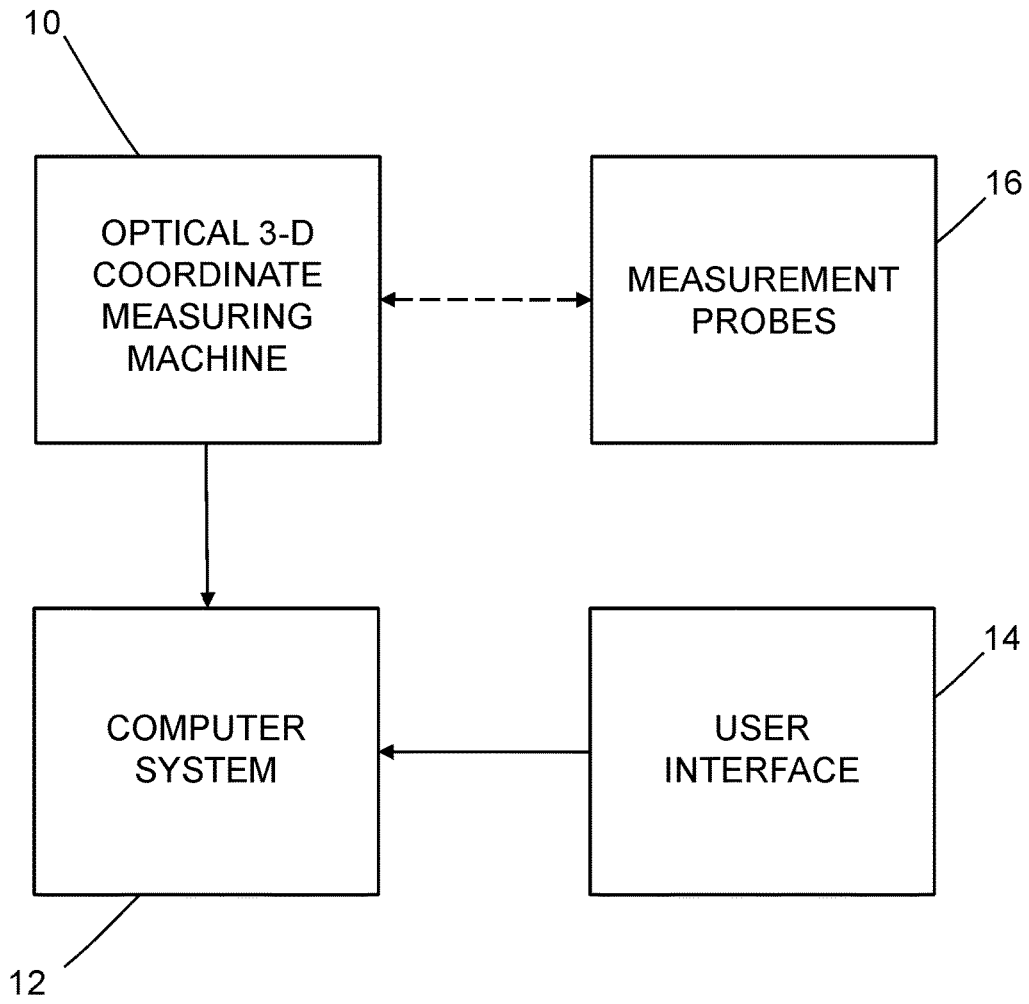 10
OPTICAL 3-D
COORDINATE
MEASURING
MACHINE
MEASUREMENT
PROBES
16
COMPUTER
SYSTEM
USER
INTERFACE
14
12